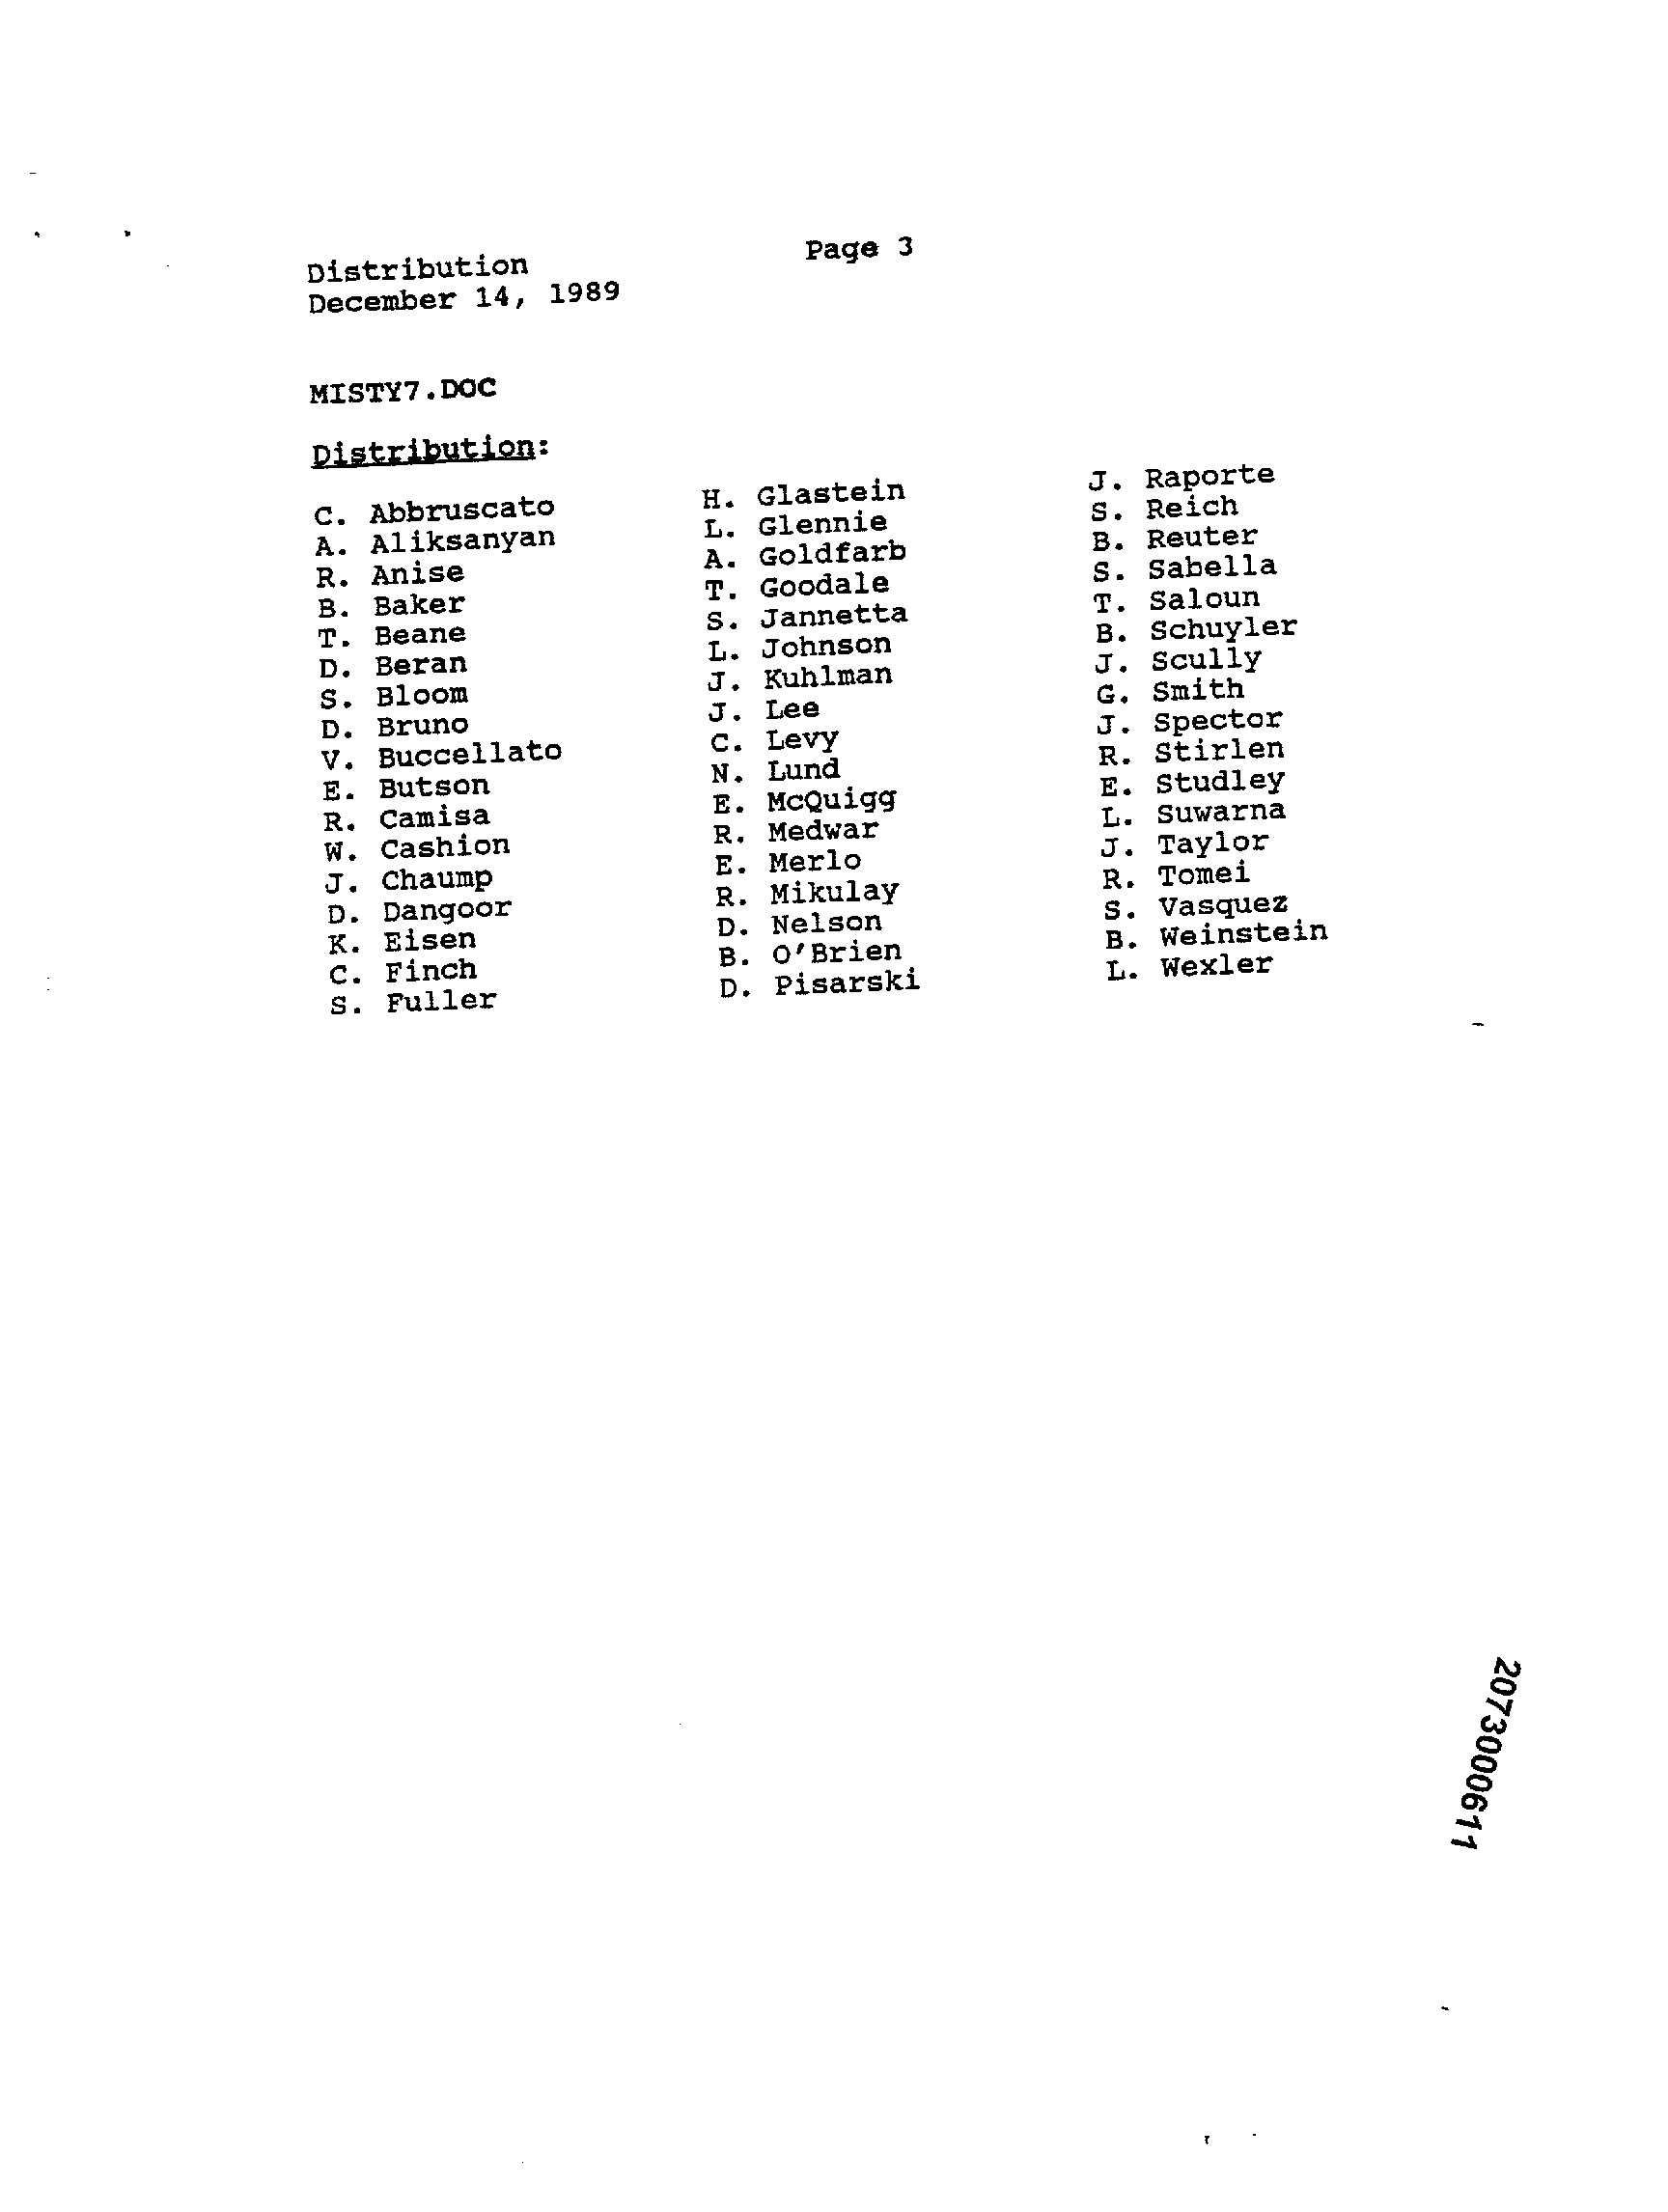 Page 3
Distribution
December 14, 1989
MISTY7.DOC
Distribution:
C. Abbruscato
A. Aliksanyan
R. Anise
B. Baker
T. Beane
D. Beran
S. Bloom
D. Bruno
V. Buccellato
E. Butson
R. Camisa
W. Cashion
J. Chaump
D. Dangoor
K. Eisen
C. Finch
S. Fuller
H. Glastein
L. Glennie
A. Goldfarb
T. Goodale
S. Jannetta
L. Johnson
J. Kuhlman
J. Lee
C. Levy
N. Lund
E. McQuigg
R. Medwar
E. Merlo
R. Mikulay
D. Nelson
B. O'Brien
D. Pisarski
J. Raporte
S. Reich
B. Reuter
S. Sabella
T. Saloun
B. Schuyler
J. Scully
G. Smith
J. Spector
R. Stirlen
E. Studley
L. Suwarna
J. Taylor
R. Tomei
S. Vasquez
B. Weinstein
L. Wexler
2073000611